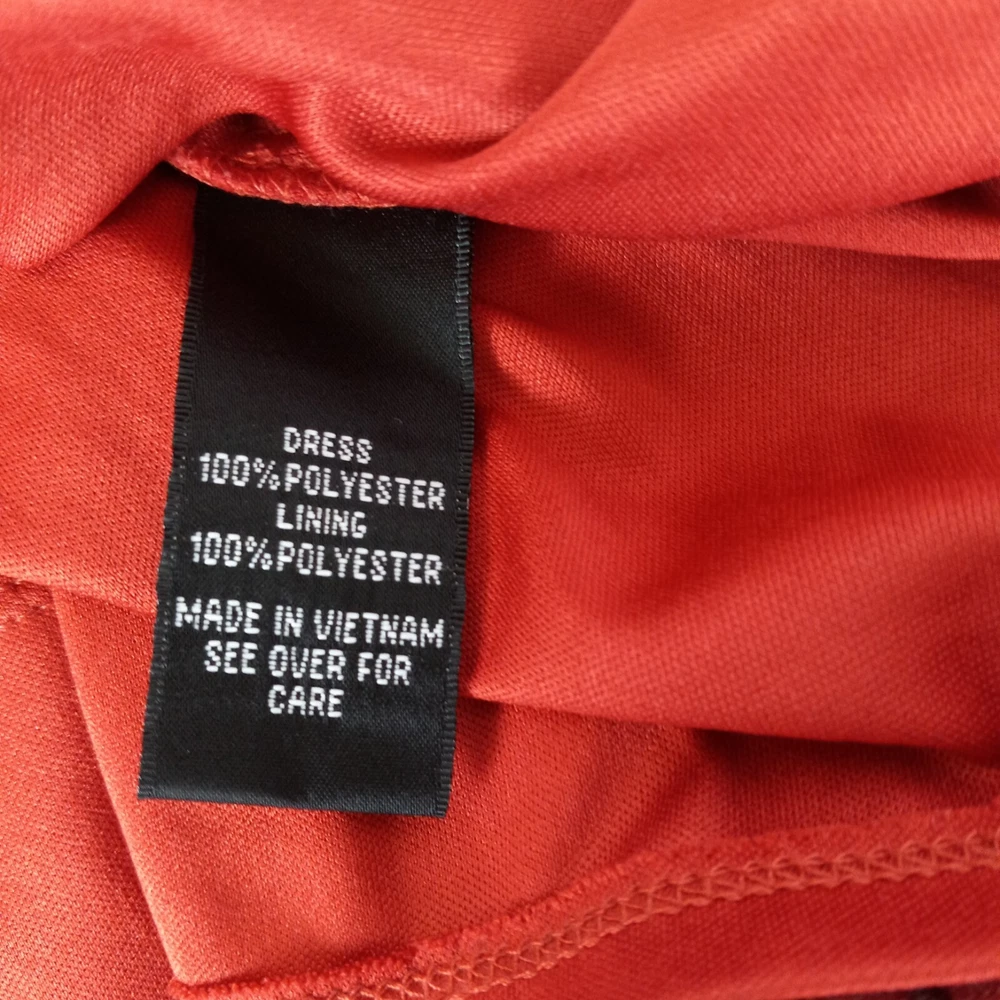 DRESS
100%POLYESTER
LINING
100%POLYESTER
MADE IN VIETNAM
SEE OVER FOR
CARE